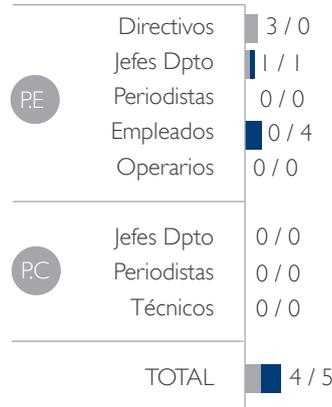 Directivos 3 / 0
Jefes Dpto 1 / 1
P.E
Periodistas 0 / 0
Empleados 0 / 4
Operarios 0 / 0
Jefes Dpto 0 / 0
P.C
Periodistas 0 / 0
Técnicos 0 / 0
TOTAL 4 / 5